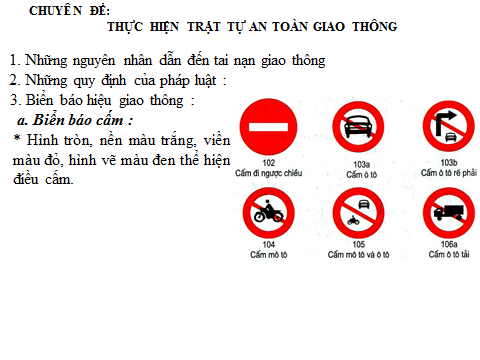 CHUYÊN ĐỀ:
THỰC HIỆN TRẬT TỰ AN TOÀN GIAO THÔNG
1. Những nguyên nhân dẫn đến tai nạn giao thông
2. Những quy định của pháp luật :
3. Biển báo hiệu giao thông :
a. Biển báo cấm :
* Hình tròn, nền màu trắng, viền
màu đỏ, hình vẽ màu đen thể hiện
điều cấm.
102 103a 103b
Cấm đi ngược chiều Cấm ô tô Cấm ô tô rẽ phải
104 105 106a
Cấm mô tô Cấm mô tô và ô tô Cấm ô tô tải